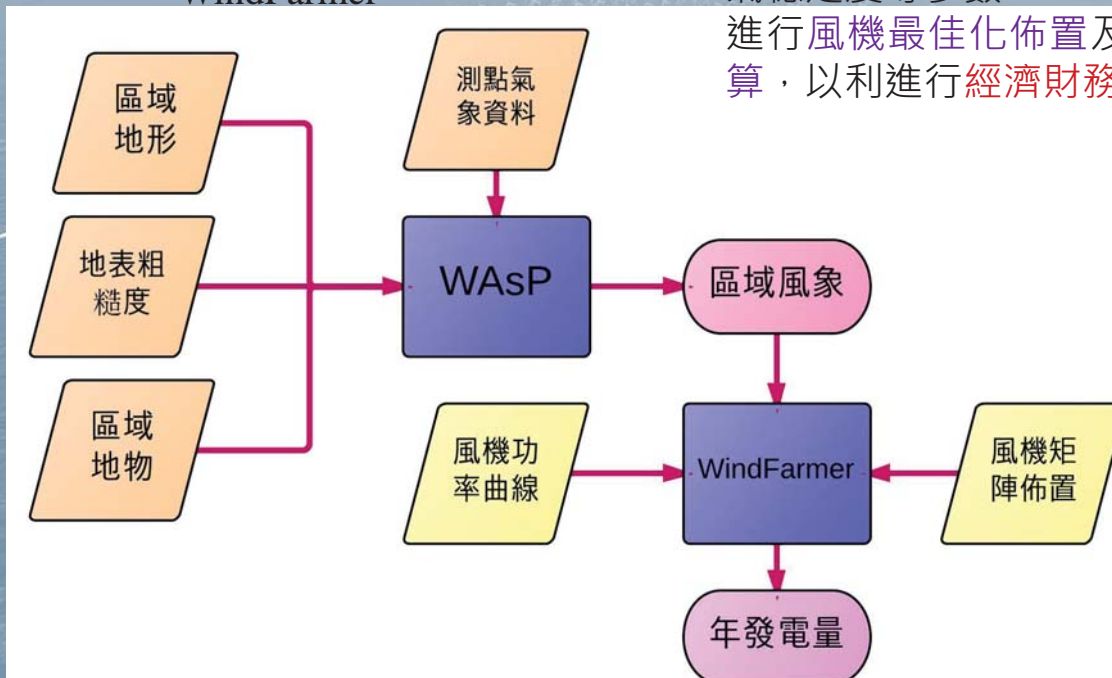 WindFarmer
進行風機最佳化佈置及
算，以利進行經濟財務
區域
地形
測點氣
象資料
地表粗
糙度
WAsP
區域風象
區域
地物
風機功
率曲線
WindFarmer
風機矩
陣佈置
年發電量